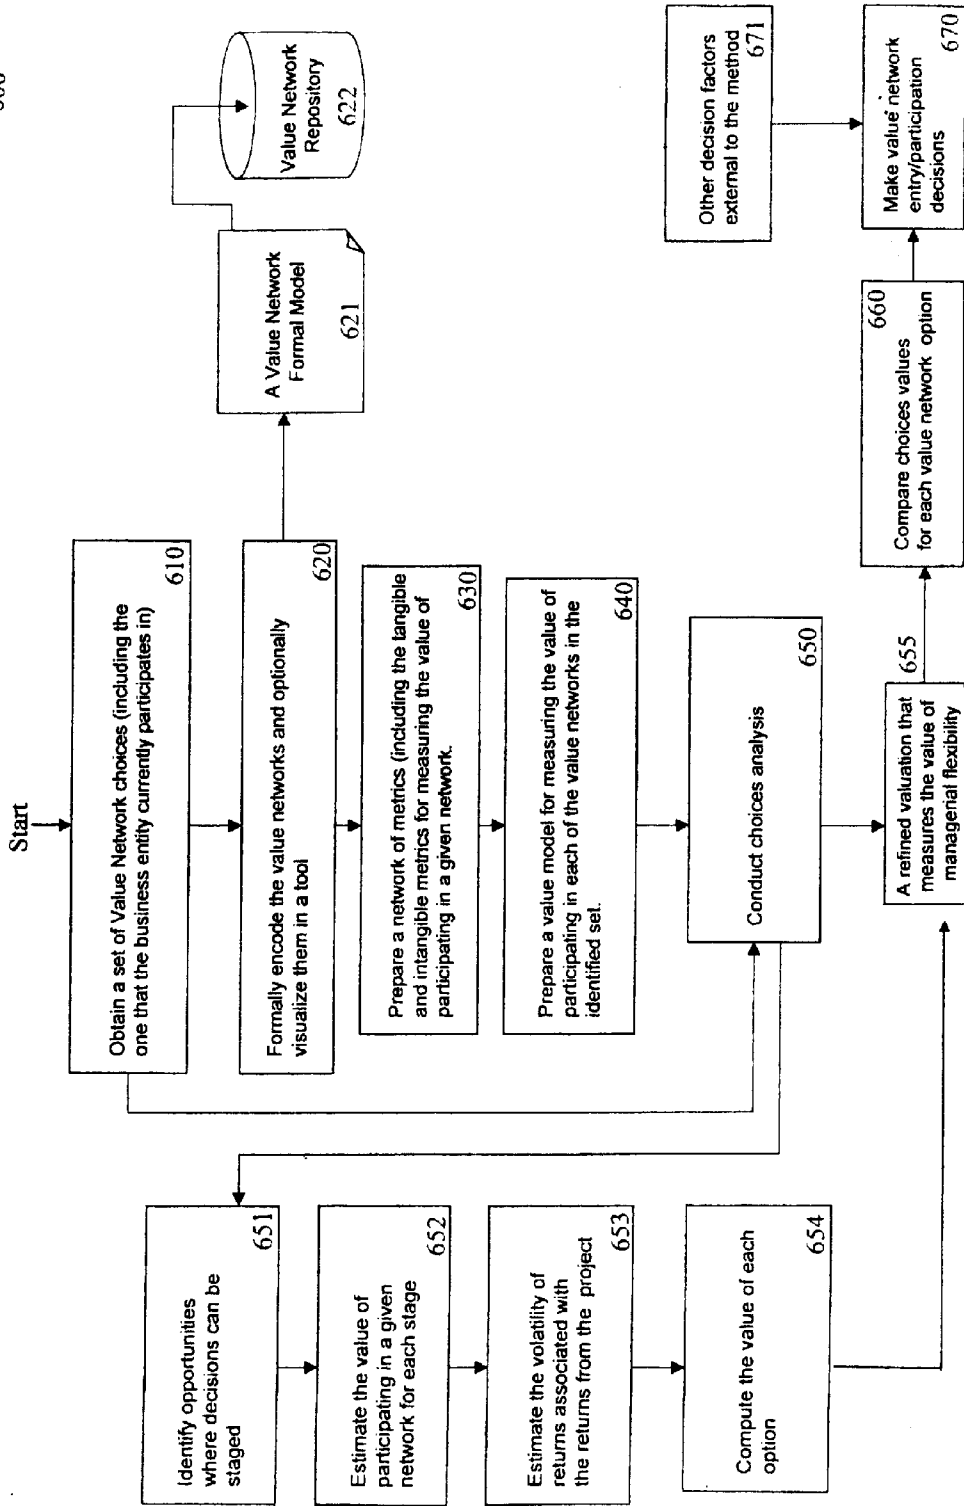 Start
Obtain a set of Value Network choices (including the
one that the business entity currently participates in)
610
Formally encode the value networks and optionally
visualize them in a tool
620
A Value Network
Formal Model
621
Value Network
Repository
622
Prepare a network of metrics (including the tangible
and intangible metrics for measuring the value of
participating in a given network.
630
Prepare a value model for measuring the value of
participating in each of the value networks in the
identified set.
640
Conduct choices analysis
650
Identify opportunities
where decisions can be
staged
651
Estimate the value of
participating in a given
network for each stage
652
Estimate the volatility of
returns associated with
the returns from the project
653
Compute the value of each
option
654
A refined valuation that
measures the value of
managerial flexibility
655
Compare choices values
for each value network option
660
Other decision factors
external to the method
671
Make value network
entry/participation
decisions
670